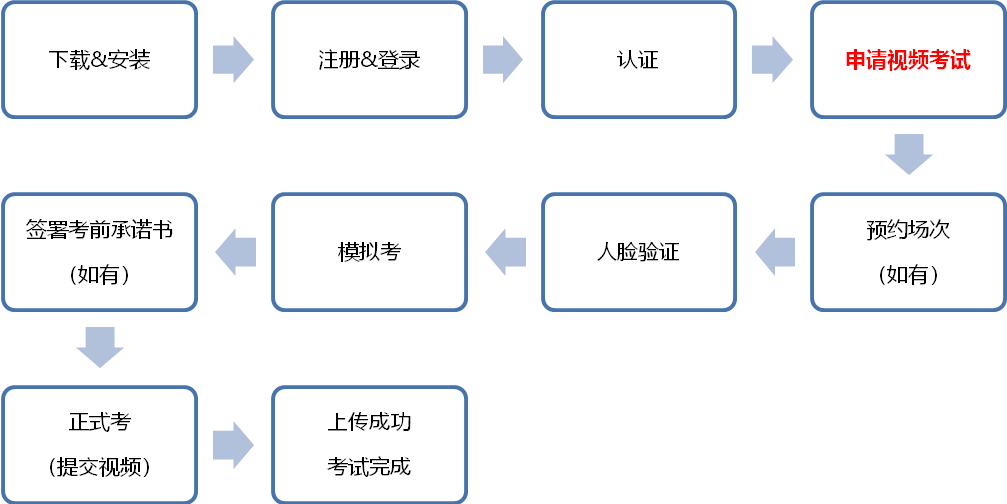 下载&安装
注册&登录
认证
申请视频考试
预约场次
（如有）
人脸验证
模拟考
签署考前承诺书
（如有）
正式考
（提交视频）
上传成功
考试完成